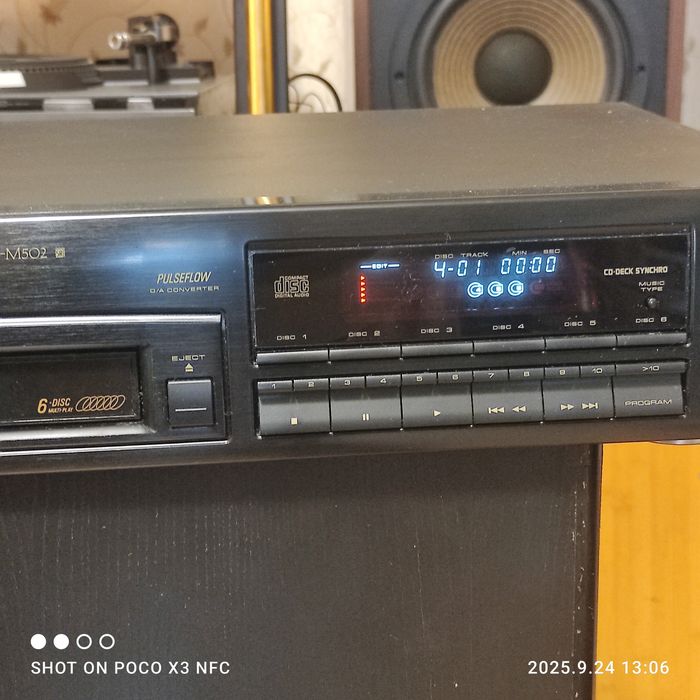 -M502
PULSEFLOW
D/A CONVERTER
COMPACT
disc
DIGITAL AUDIO
EDIT
DISC TRACK MIN SEC
4-01 00:00
CD·DECK SYNCHRO
MUSIC
TYPE
DISC 1 DISC 2 DISC 3 DISC 4 DISC 5 DISC 6
EJECT
6-DISC
MULTI-PLAY
1 2 3 4 5 6 7 8 9 10 >10
PROGRAM
SHOT ON POCO X3 NFC
2025.9.24 13:06